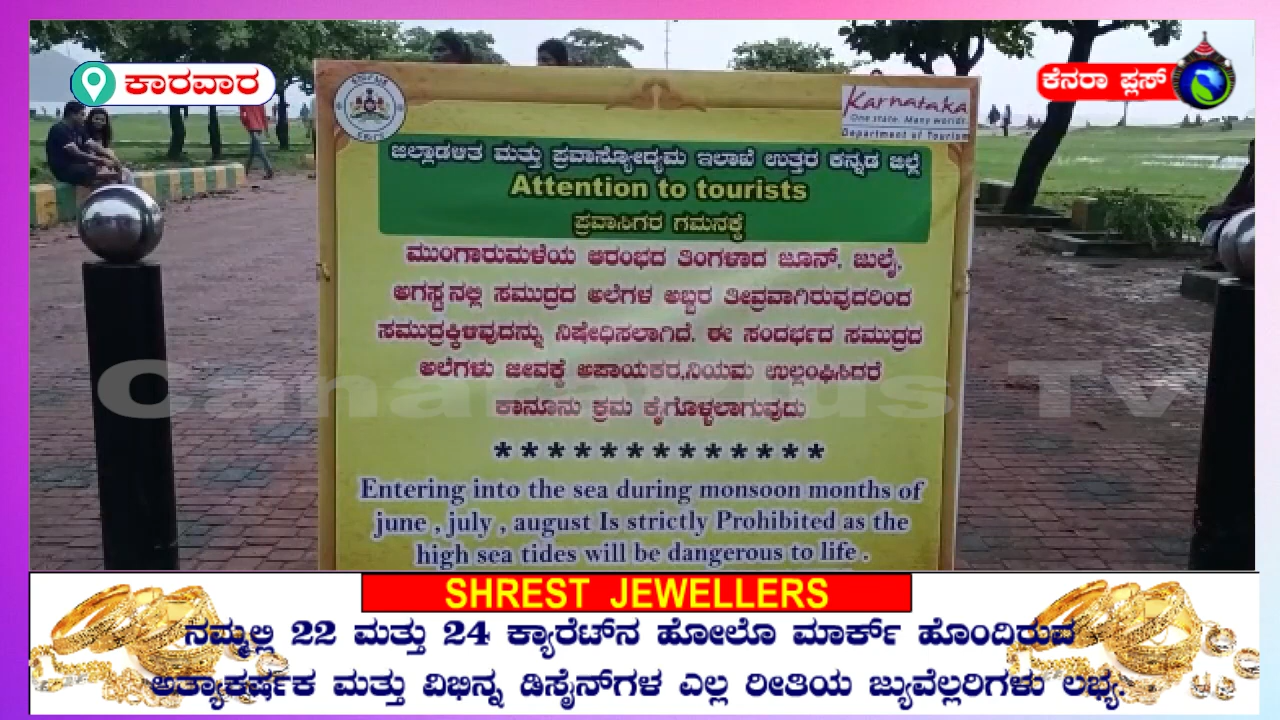 ಕಾರವಾರ
ಕೆನರಾ ಪ್ಲಸ್
Karnataka
One state. Many worlds.
Department of Tourism
ಜಿಲ್ಲಾಡಳಿತ ಮತ್ತು ಪ್ರವಾಸ್ಯೋದ್ಯಮ ಇಲಾಖೆ ಉತ್ತರ ಕನ್ನಡ ಜಿಲ್ಲೆ
Attention to tourists
ಪ್ರವಾಸಿಗರ ಗಮನಕ್ಕೆ
ಮುಂಗಾರುಮಳೆಯ ಆರಂಭದ ತಿಂಗಳಾದ ಜೂನ್, ಜುಲೈ,
ಅಗಸ್ಟ್‌ನಲ್ಲಿ ಸಮುದ್ರದ ಅಲೆಗಳ ಅಬ್ಬರ ತೀವ್ರವಾಗಿರುವುದರಿಂದ
ಸಮುದ್ರಕ್ಕಿಳಿವುದನ್ನು ನಿಷೇಧಿಸಲಾಗಿದೆ. ಈ ಸಂದರ್ಭದ ಸಮುದ್ರದ
ಅಲೆಗಳು ಜೀವಕ್ಕೆ ಅಪಾಯಕರ,ನಿಯಮ ಉಲ್ಲಂಘಿಸಿದರೆ
ಕಾನೂನು ಕ್ರಮ ಕೈಗೊಳ್ಳಲಾಗುವುದು
*************
Entering into the sea during monsoon months of
june , july , august Is strictly Prohibited as the
high sea tides will be dangerous to life .
SHREST JEWELLERS
ನಮ್ಮಲ್ಲಿ 22 ಮತ್ತು 24 ಕ್ಯಾರೆಟ್‌ನ ಹೋಲೊ ಮಾರ್ಕ್ ಹೊಂದಿರುವ
ಅತ್ಯಾಕರ್ಷಕ ಮತ್ತು ವಿಭಿನ್ನ ಡಿಸೈನ್‌ಗಳ ಎಲ್ಲ ರೀತಿಯ ಜ್ಯುವೆಲ್ಲರಿಗಳು ಲಭ್ಯ.